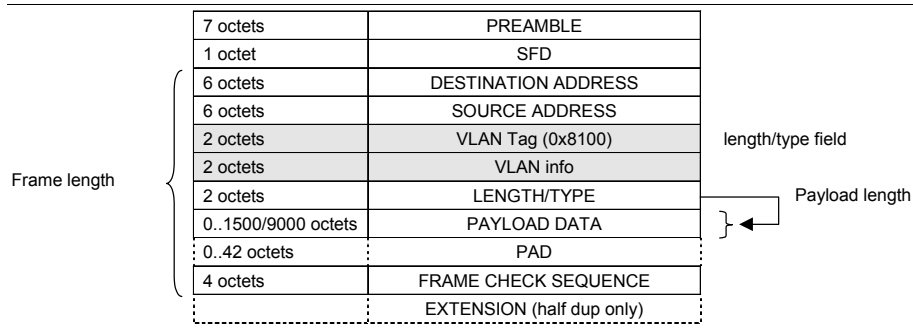 7 octets PREAMBLE
1 octet SFD
6 octets DESTINATION ADDRESS
6 octets SOURCE ADDRESS
2 octets VLAN Tag (0x8100) length/type field
2 octets VLAN info
Frame length
2 octets LENGTH/TYPE Payload length
0..1500/9000 octets PAYLOAD DATA
0..42 octets PAD
4 octets FRAME CHECK SEQUENCE
EXTENSION (half dup only)